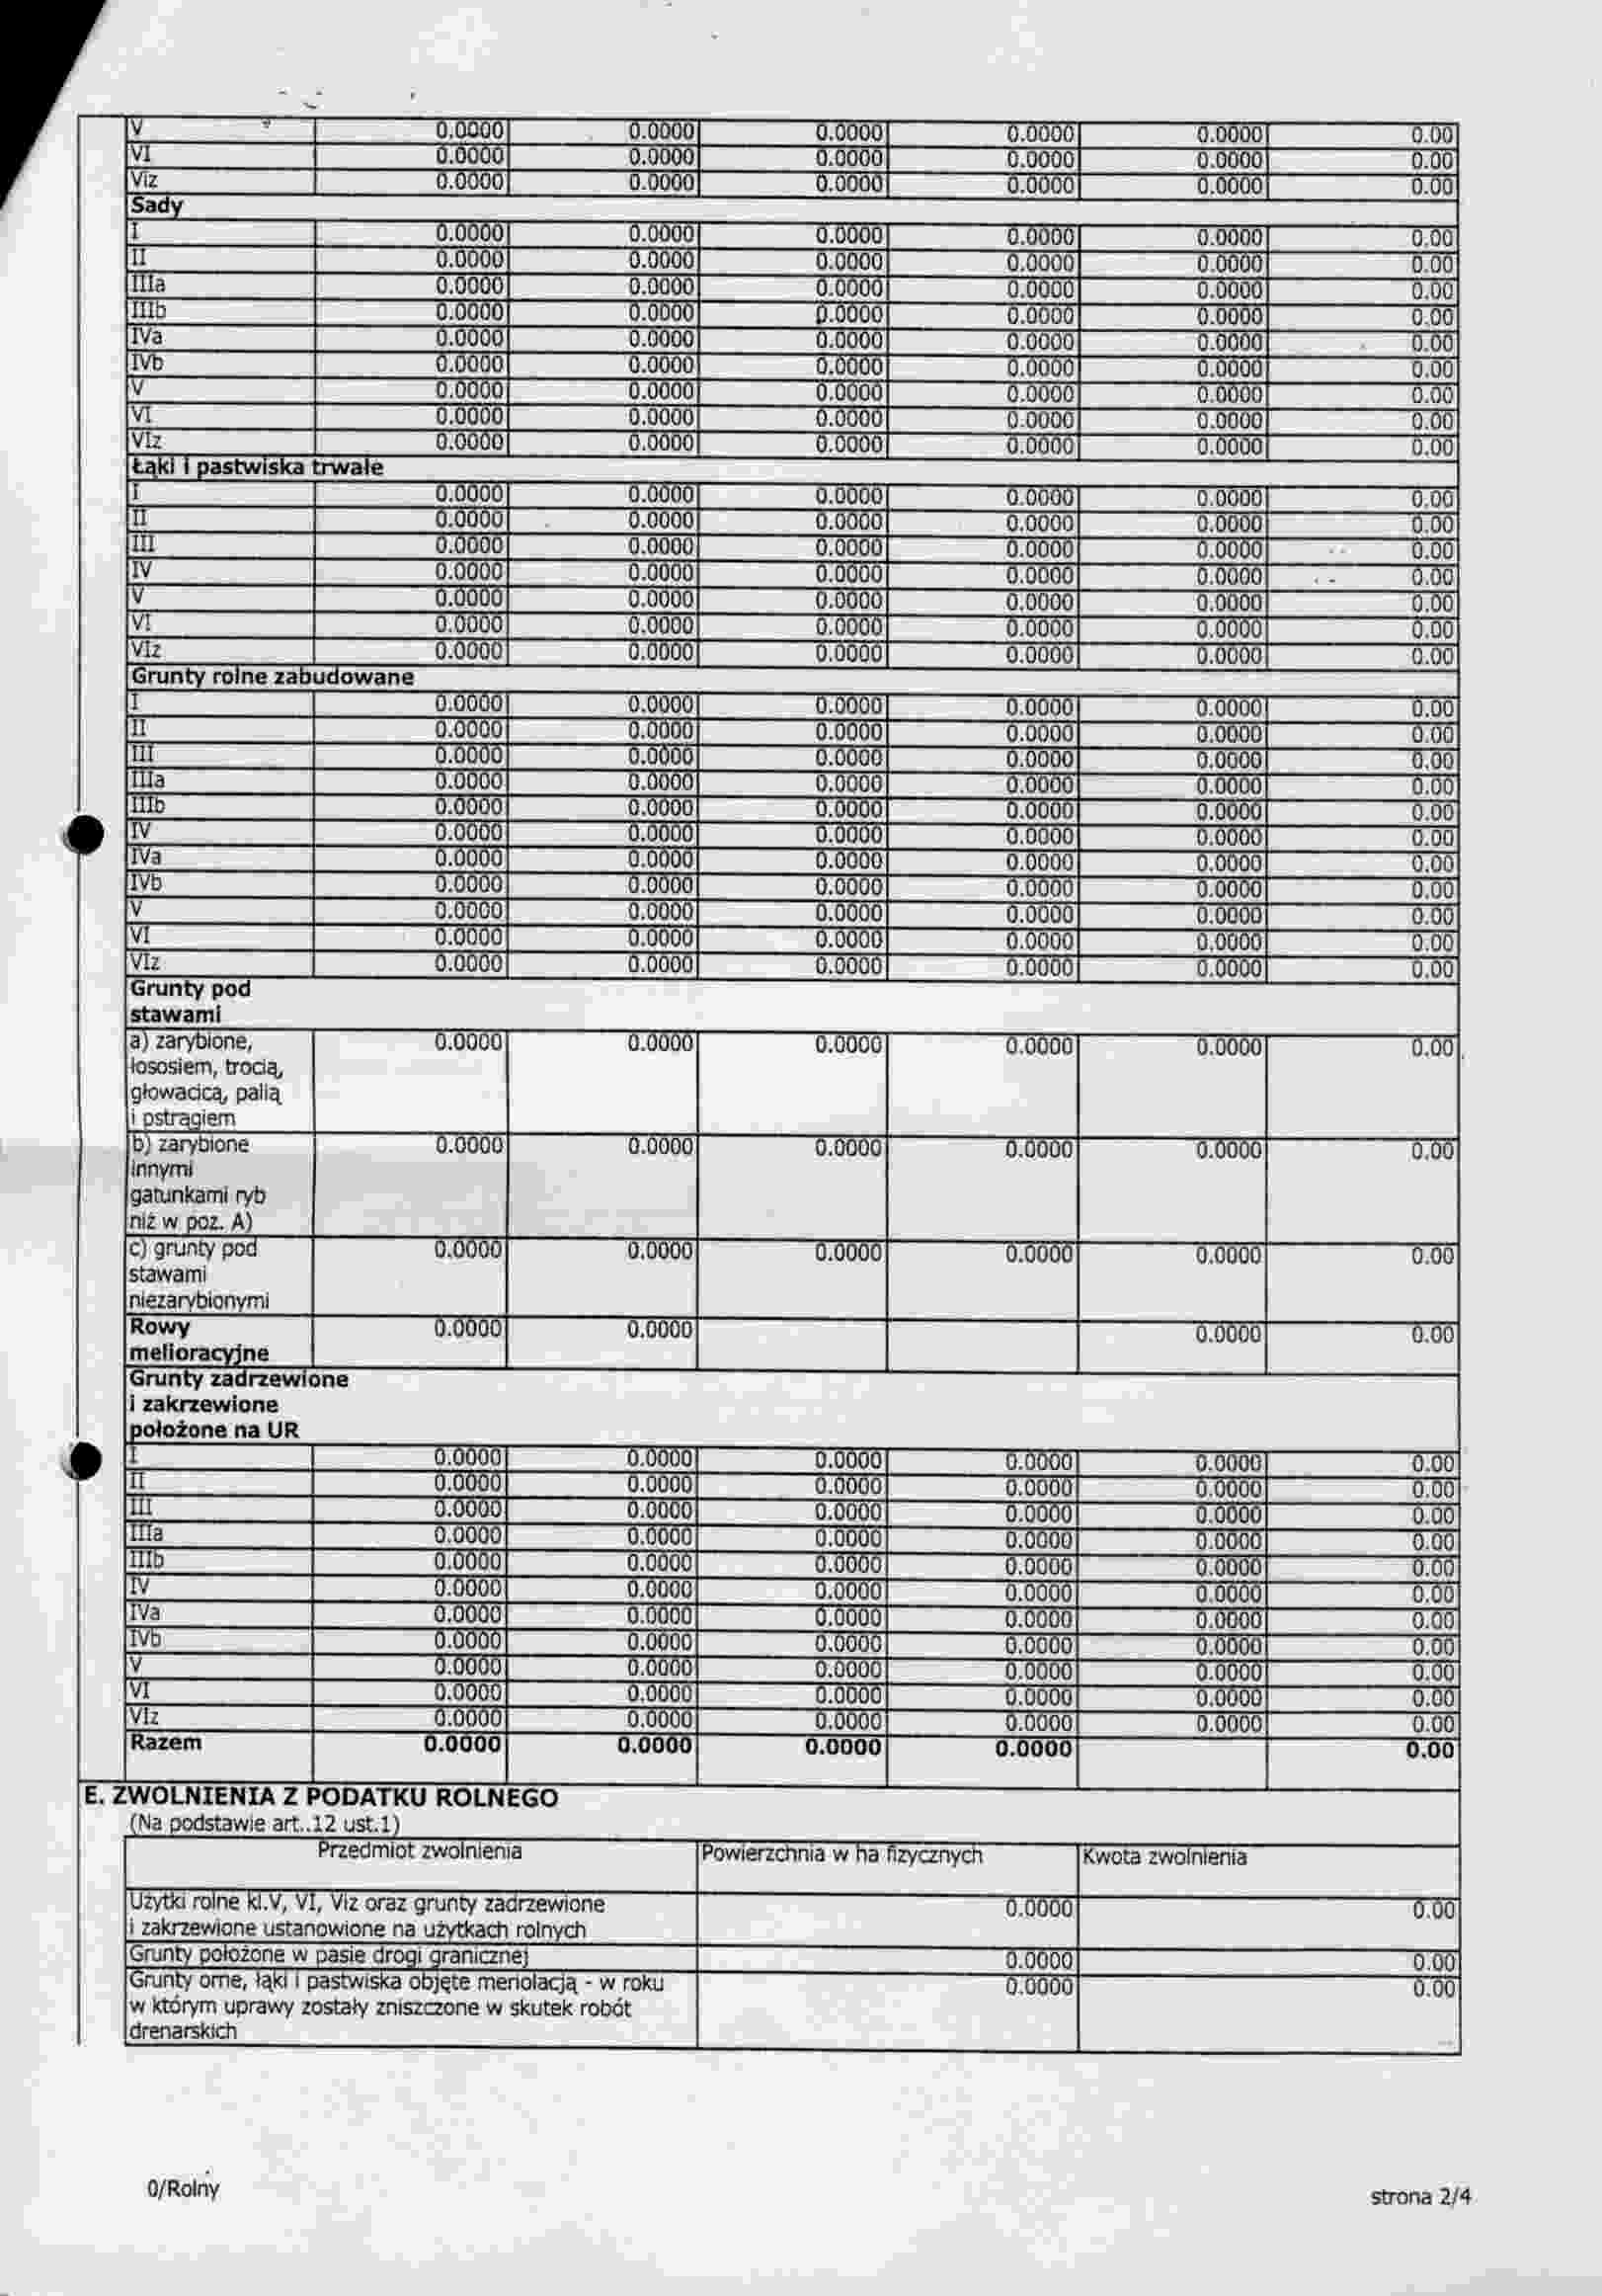 V 0.0000 0.0000 0.0000 0.0000 0.0000 0.00
VI 0.0000 0.0000 0.0000 0.0000 0.0000 0.00
Viz 0.0000 0.0000 0.0000 0.0000 0.0000 0.00
Sady
I 0.0000 0.0000 0.0000 0.0000 0.0000 0.00
II 0.0000 0.0000 0.0000 0.0000 0.0000 0.00
IIIa 0.0000 0.0000 0.0000 0.0000 0.0000 0.00
IIIb 0.0000 0.0000 0.0000 0.0000 0.0000 0.00
IVa 0.0000 0.0000 0.0000 0.0000 0.0000 0.00
IVb 0.0000 0.0000 0.0000 0.0000 0.0000 0.00
V 0.0000 0.0000 0.0000 0.0000 0.0000 0.00
VI 0.0000 0.0000 0.0000 0.0000 0.0000 0.00
VIz 0.0000 0.0000 0.0000 0.0000 0.0000 0.00
Łąki i pastwiska trwałe
I 0.0000 0.0000 0.0000 0.0000 0.0000 0.00
II 0.0000 0.0000 0.0000 0.0000 0.0000 0.00
III 0.0000 0.0000 0.0000 0.0000 0.0000 0.00
IV 0.0000 0.0000 0.0000 0.0000 0.0000 0.00
V 0.0000 0.0000 0.0000 0.0000 0.0000 0.00
VI 0.0000 0.0000 0.0000 0.0000 0.0000 0.00
VIz 0.0000 0.0000 0.0000 0.0000 0.0000 0.00
Grunty rolne zabudowane
I 0.0000 0.0000 0.0000 0.0000 0.0000 0.00
II 0.0000 0.0000 0.0000 0.0000 0.0000 0.00
III 0.0000 0.0000 0.0000 0.0000 0.0000 0.00
IIIa 0.0000 0.0000 0.0000 0.0000 0.0000 0.00
IIIb 0.0000 0.0000 0.0000 0.0000 0.0000 0.00
IV 0.0000 0.0000 0.0000 0.0000 0.0000 0.00
IVa 0.0000 0.0000 0.0000 0.0000 0.0000 0.00
IVb 0.0000 0.0000 0.0000 0.0000 0.0000 0.00
V 0.0000 0.0000 0.0000 0.0000 0.0000 0.00
VI 0.0000 0.0000 0.0000 0.0000 0.0000 0.00
VIz 0.0000 0.0000 0.0000 0.0000 0.0000 0.00
Grunty pod
stawami
a) zarybione, 0.0000 0.0000 0.0000 0.0000 0.0000 0.00
łososiem, trocią,
głowacicą, palią
i pstrągiem
b) zarybione 0.0000 0.0000 0.0000 0.0000 0.0000 0.00
innymi
gatunkami ryb
niż w poz. A)
c) grunty pod 0.0000 0.0000 0.0000 0.0000 0.0000 0.00
stawami
niezarybionymi
Rowy 0.0000 0.0000 0.0000 0.00
melioracyjne
Grunty zadrzewione
i zakrzewione
położone na UR
I 0.0000 0.0000 0.0000 0.0000 0.0000 0.00
II 0.0000 0.0000 0.0000 0.0000 0.0000 0.00
III 0.0000 0.0000 0.0000 0.0000 0.0000 0.00
IIIa 0.0000 0.0000 0.0000 0.0000 0.0000 0.00
IIIb 0.0000 0.0000 0.0000 0.0000 0.0000 0.00
IV 0.0000 0.0000 0.0000 0.0000 0.0000 0.00
IVa 0.0000 0.0000 0.0000 0.0000 0.0000 0.00
IVb 0.0000 0.0000 0.0000 0.0000 0.0000 0.00
V 0.0000 0.0000 0.0000 0.0000 0.0000 0.00
VI 0.0000 0.0000 0.0000 0.0000 0.0000 0.00
VIz 0.0000 0.0000 0.0000 0.0000 0.0000 0.00
Razem 0.0000 0.0000 0.0000 0.0000 0.00
E. ZWOLNIENIA Z PODATKU ROLNEGO
(Na podstawie art..12 ust.1)
Przedmiot zwolnienia Powierzchnia w ha fizycznych Kwota zwolnienia
Użytki rolne kl.V, VI, Viz oraz grunty zadrzewione 0.0000 0.00
i zakrzewione ustanowione na użytkach rolnych
Grunty położone w pasie drogi granicznej 0.0000 0.00
Grunty orne, łąki i pastwiska objęte meriolacją - w roku 0.0000 0.00
w którym uprawy zostały zniszczone w skutek robót
drenarskich
0/Rolny
strona 2/4